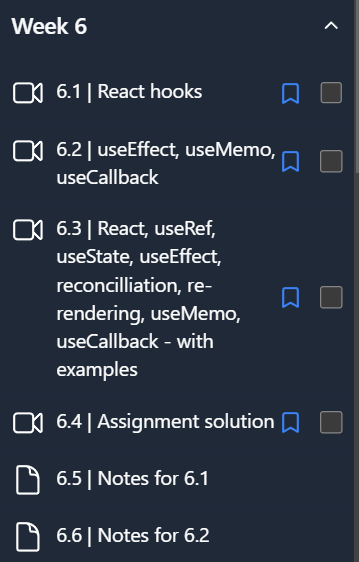 Week 6
6.1 | React hooks
6.2 | useEffect, useMemo,
useCallback
6.3 | React, useRef,
useState, useEffect,
reconcilliation, re-
rendering, useMemo,
useCallback - with
examples
6.4 | Assignment solution
6.5 | Notes for 6.1
6.6 | Notes for 6.2